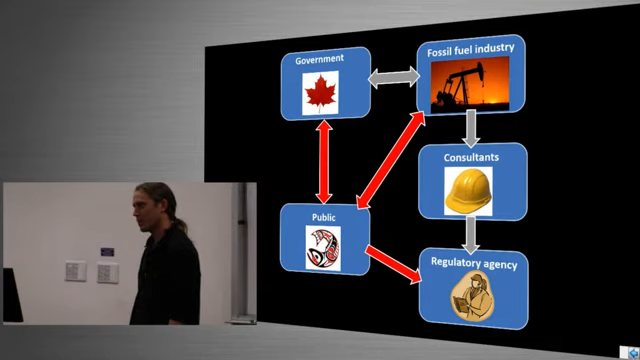 Government
Fossil fuel industry
Consultants
Public
Regulatory agency